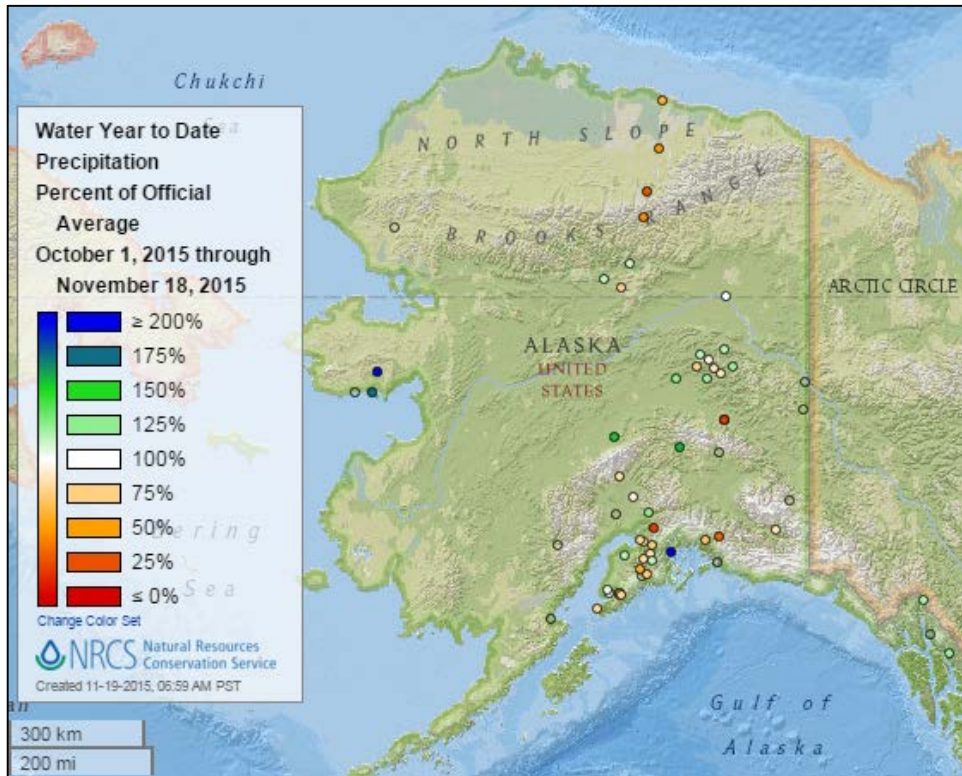 Chukchi
Sea
Water Year to Date
Precipitation
Percent of Official
Average
October 1, 2015 through
November 18, 2015
≥ 200%
175%
150%
125%
100%
75%
50%
25%
≤ 0%
Change Color Set
NRCS Natural Resources
Conservation Service
Created 11-19-2015, 06:59 AM PST
300 km
200 mi
NORTH SLOPE
BROOKS RANGE
ARCTIC CIRCLE
ALASKA
UNITED
STATES
Bering
Sea
Gulf of
Alaska